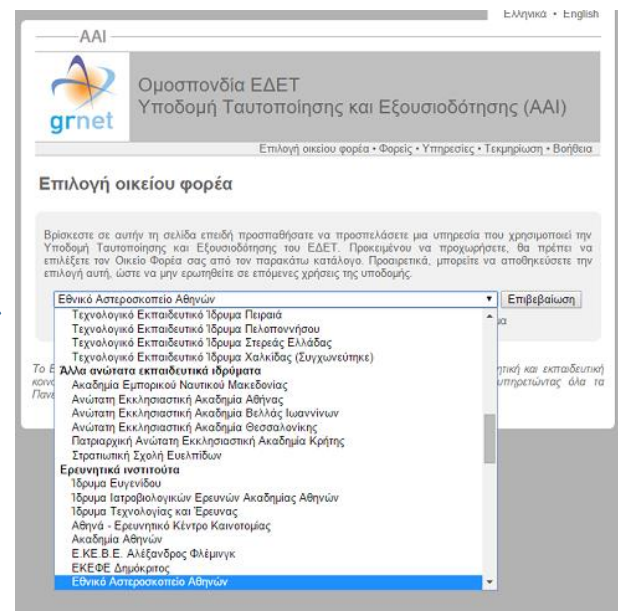 Ελληνικά • English
AAI
grnet
Ομοσπονδία ΕΔΕΤ
Υποδομή Ταυτοποίησης και Εξουσιοδότησης (AAI)
Επιλογή οικείου φορέα • Φορείς • Υπηρεσίες • Τεκμηρίωση • Βοήθεια
Επιλογή οικείου φορέα
Βρίσκεστε σε αυτήν τη σελίδα επειδή προσπαθήσατε να προσπελάσετε μια υπηρεσία που χρησιμοποιεί την
Υποδομή Ταυτοποίησης και Εξουσιοδότησης του ΕΔΕΤ. Προκειμένου να προχωρήσετε, θα πρέπει να
επιλέξετε τον Οικείο Φορέα σας από τον παρακάτω κατάλογο. Προαιρετικά, μπορείτε να αποθηκεύσετε την
επιλογή αυτή, ώστε να μην ερωτηθείτε σε επόμενες χρήσεις της υποδομής.
Εθνικό Αστεροσκοπείο Αθηνών
Επιβεβαίωση
Τεχνολογικό Εκπαιδευτικό Ίδρυμα Πειραιά
Τεχνολογικό Εκπαιδευτικό Ίδρυμα Πελοποννήσου
Τεχνολογικό Εκπαιδευτικό Ίδρυμα Στερεάς Ελλάδας
Τεχνολογικό Εκπαιδευτικό Ίδρυμα Χαλκίδας (Συγχωνεύτηκε)
Άλλα ανώτατα εκπαιδευτικά ιδρύματα
Ακαδημία Εμπορικού Ναυτικού Μακεδονίας
Ανώτατη Εκκλησιαστική Ακαδημία Αθήνας
Ανώτατη Εκκλησιαστική Ακαδημία Βελλάς Ιωαννίνων
Ανώτατη Εκκλησιαστική Ακαδημία Θεσσαλονίκης
Πατριαρχική Ανώτατη Εκκλησιαστική Ακαδημία Κρήτης
Στρατιωτική Σχολή Ευελπίδων
Ερευνητικά ινστιτούτα
Ίδρυμα Ευγενίδου
Ίδρυμα Ιατροβιολογικών Ερευνών Ακαδημίας Αθηνών
Ίδρυμα Τεχνολογίας και Έρευνας
Αθηνά - Ερευνητικό Κέντρο Καινοτομίας
Ακαδημία Αθηνών
Ε.ΚΕ.Β.Ε. Αλέξανδρος Φλέμινγκ
ΕΚΕΦΕ Δημόκριτος
Εθνικό Αστεροσκοπείο Αθηνών
και εκπαιδευτική
υπηρετώντας όλα τα